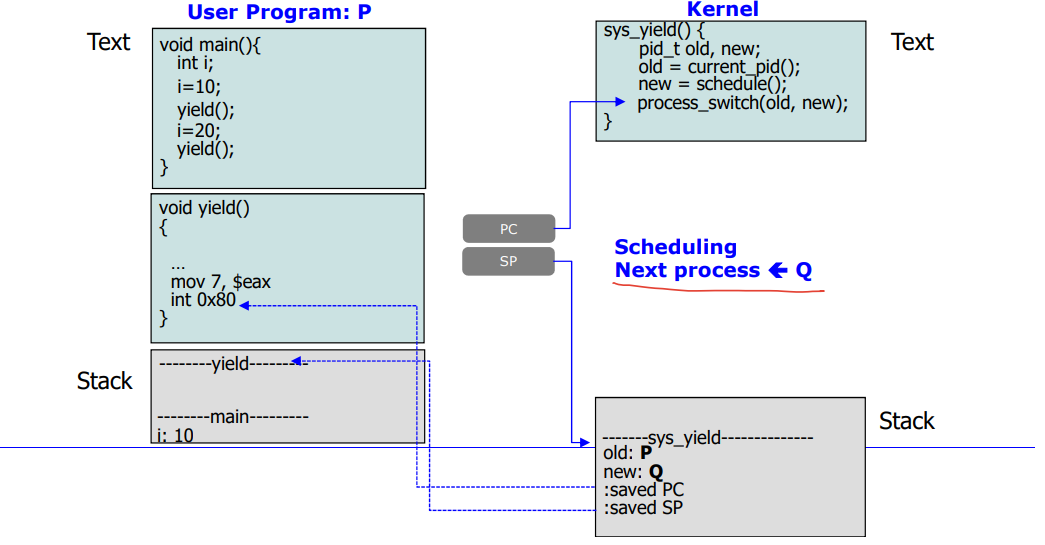 User Program: P
Text
void main(){
int i;
i=10;
yield();
i=20;
yield();
}
void yield()
{
...
mov 7, $eax
int 0x80
}
Stack
--------yield---------
--------main---------
i: 10
PC
SP
Kernel
Text
sys_yield() {
pid_t old, new;
old = current_pid();
new = schedule();
process_switch(old, new);
}
Scheduling
Next process 🡸 Q
Stack
-------sys_yield--------------
old: P
new: Q
:saved PC
:saved SP